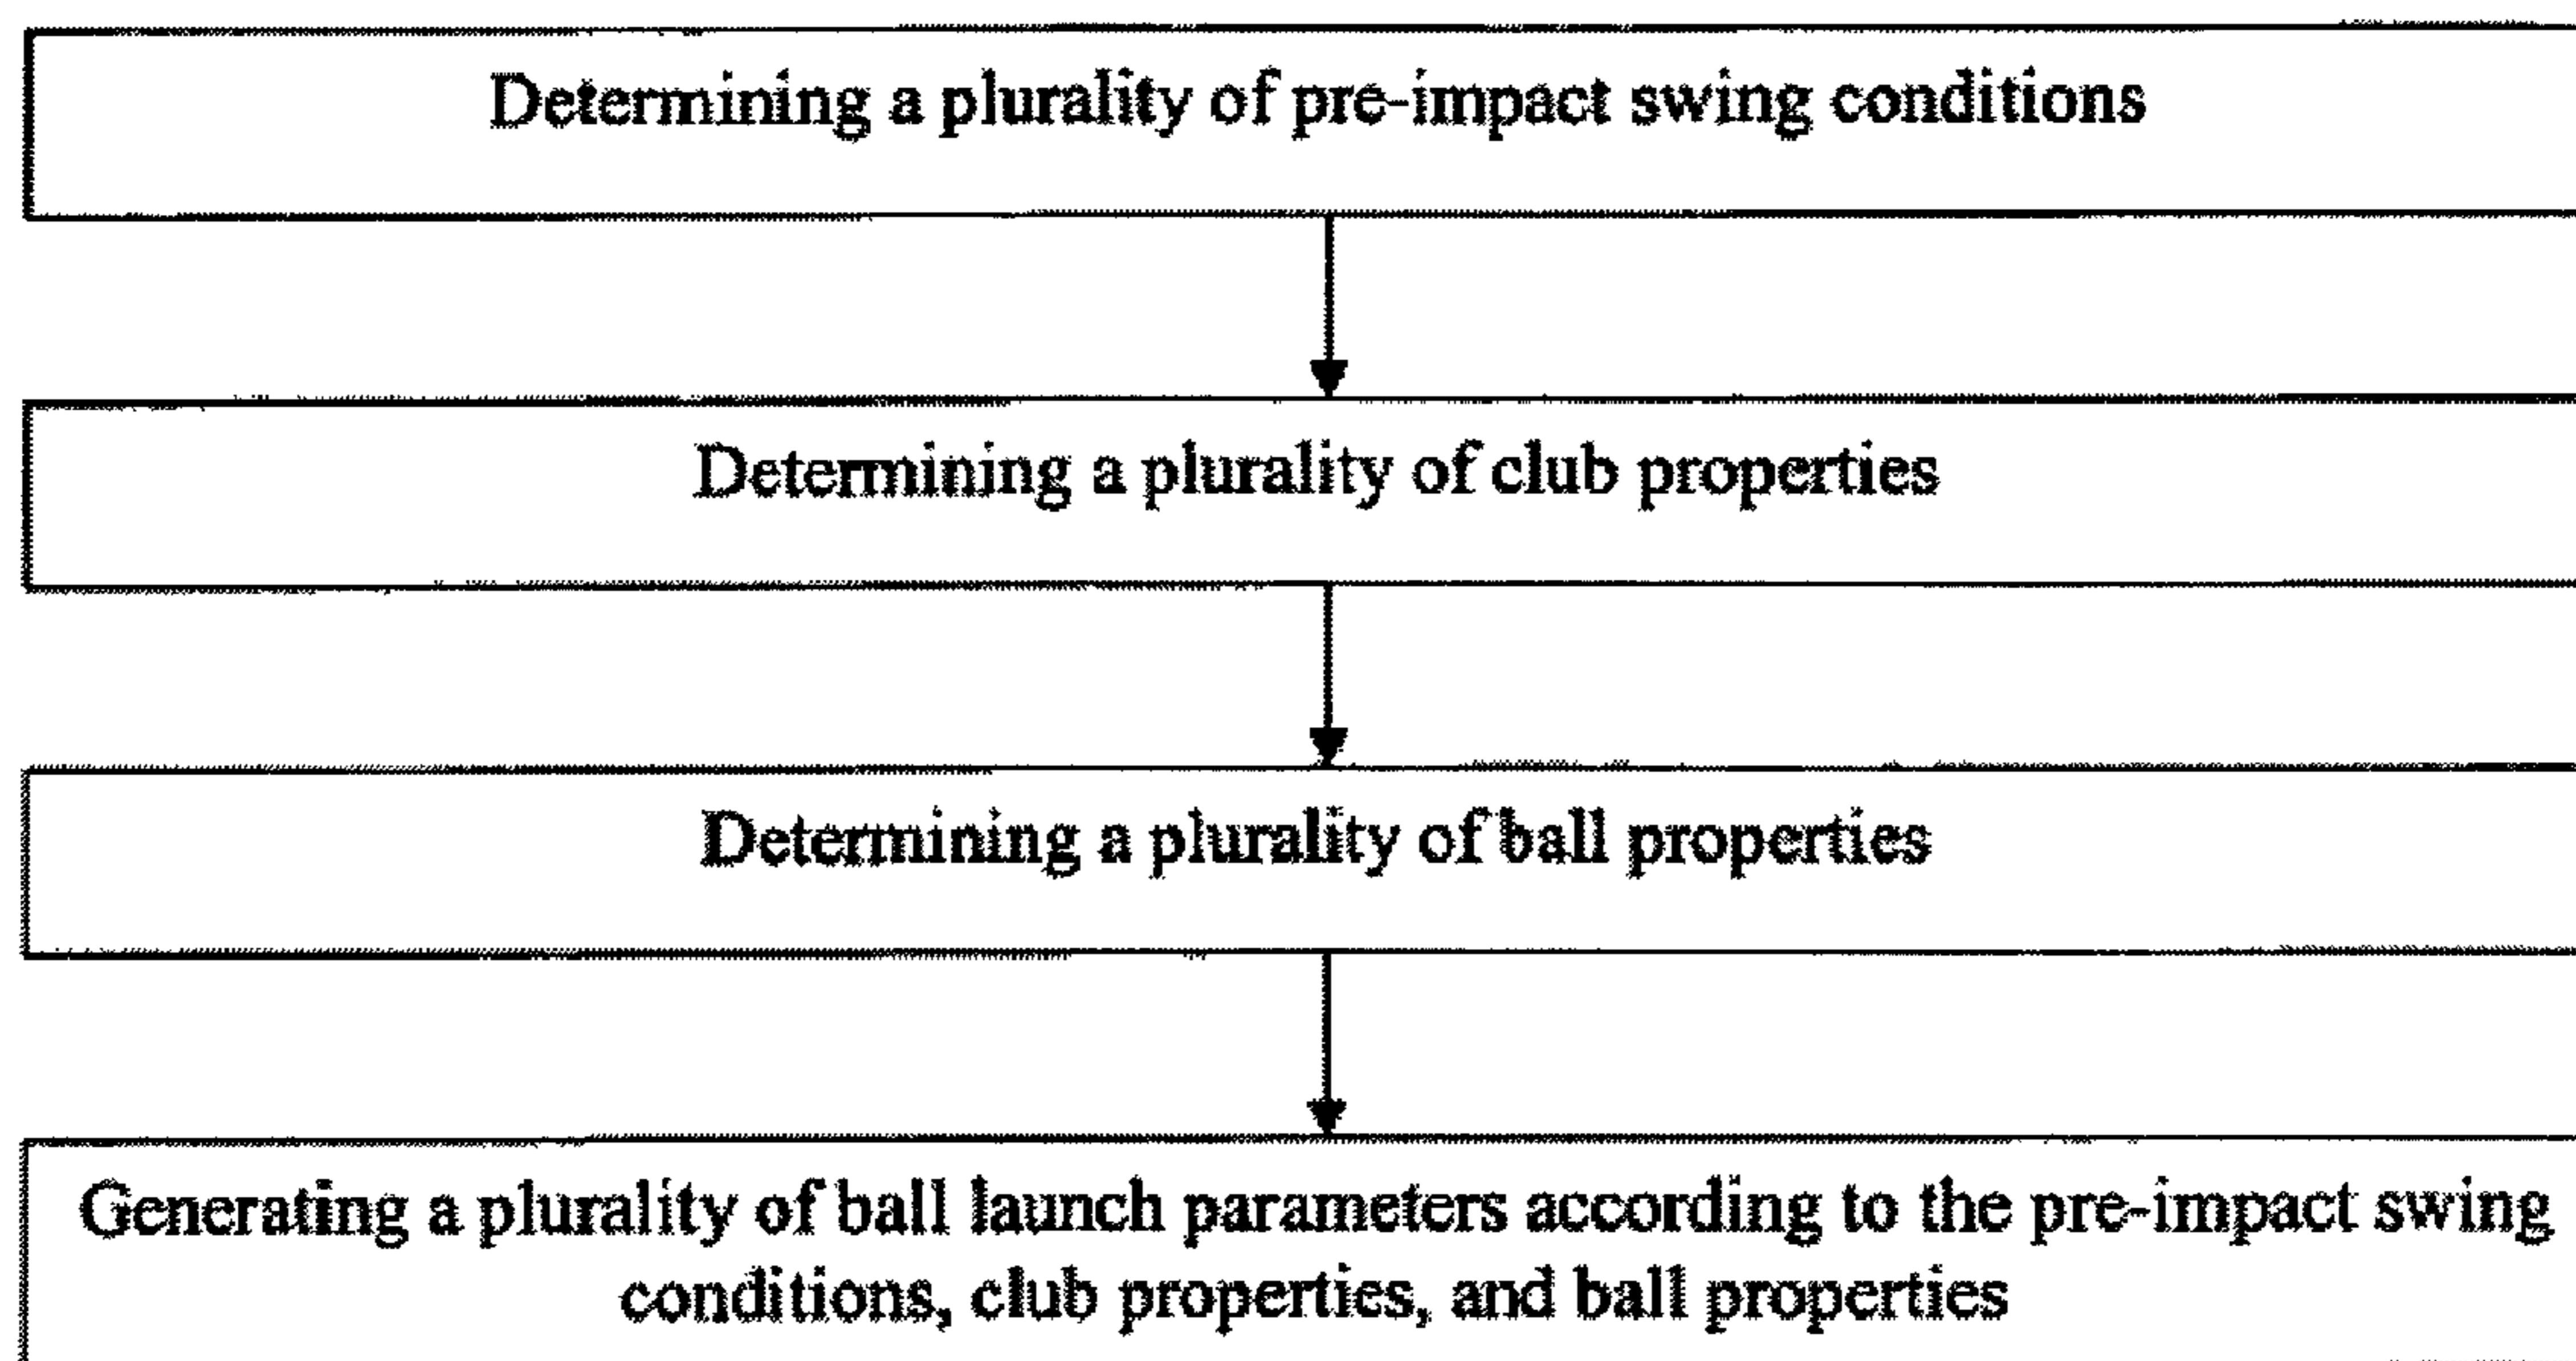 Determining a plurality of pre-impact swing conditions
Determining a plurality of club properties
Determining a plurality of ball properties
Generating a plurality of ball launch parameters according to the pre-impact swing
conditions, club properties, and ball properties